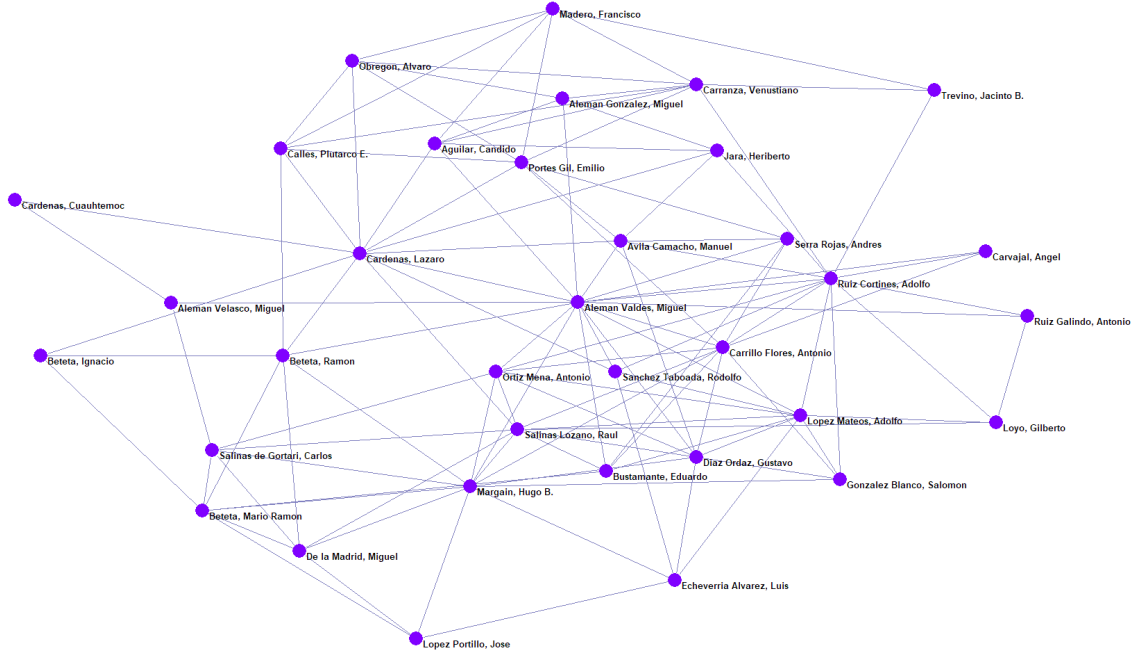 Madero, Francisco
Obregon, Alvaro
Carranza, Venustiano
Trevino, Jacinto B.
Aleman Gonzalez, Miguel
Aguilar, Candido
Calles, Plutarco E.
Jara, Heriberto
Portes Gil, Emilio
Cardenas, Cuauhtemoc
Avila Camacho, Manuel
Serra Rojas, Andres
Carvajal, Angel
Cardenas, Lazaro
Ruiz Cortines, Adolfo
Aleman Velasco, Miguel
Aleman Valdes, Miguel
Ruiz Galindo, Antonio
Carrillo Flores, Antonio
Beteta, Ignacio
Beteta, Ramon
Ortiz Mena, Antonio
Sanchez Taboada, Rodolfo
Lopez Mateos, Adolfo
Loyo, Gilberto
Salinas Lozano, Raul
Salinas de Gortari, Carlos
Diaz Ordaz, Gustavo
Bustamante, Eduardo
Gonzalez Blanco, Salomon
Margain, Hugo B.
Beteta, Mario Ramon
De la Madrid, Miguel
Echeverria Alvarez, Luis
Lopez Portillo, Jose